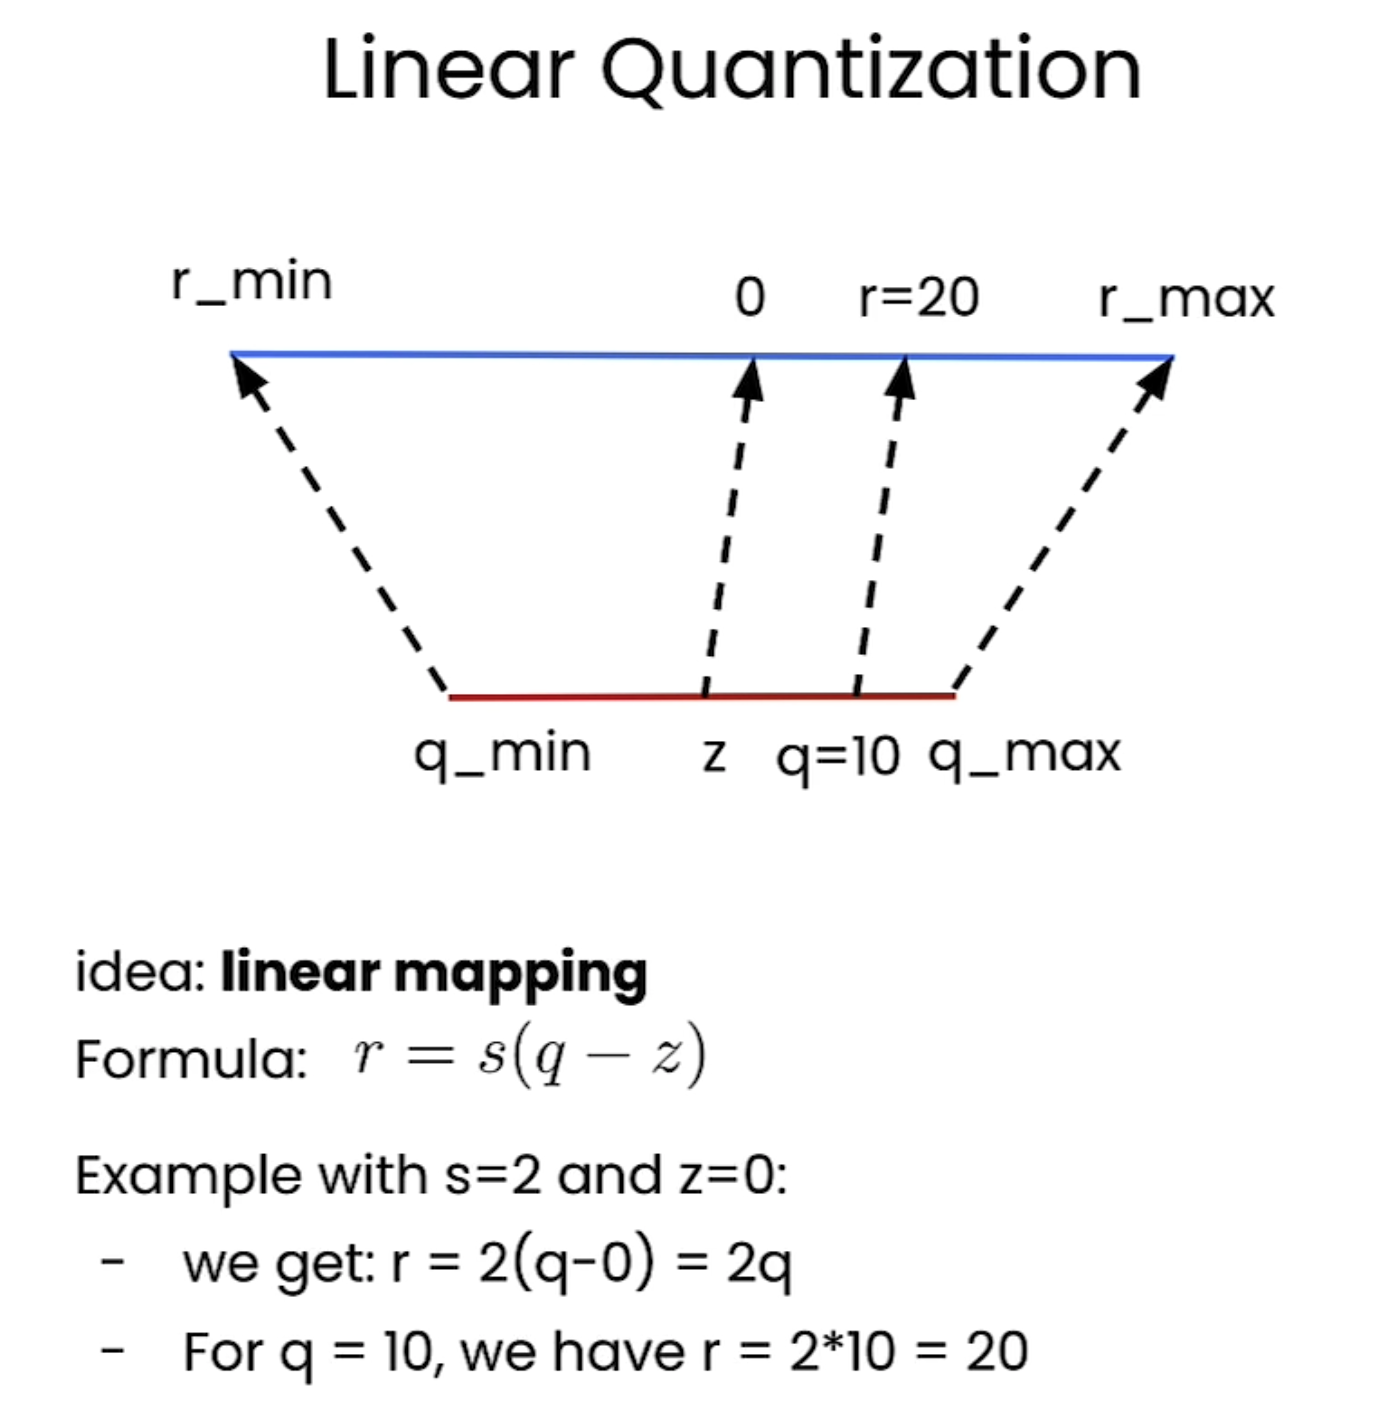 Linear Quantization
r_min 0 r=20 r_max
q_min z q=10 q_max
idea: linear mapping
Formula: r = s(q − z)
Example with s=2 and z=0:
- we get: r = 2(q-0) = 2q
- For q = 10, we have r = 2*10 = 20